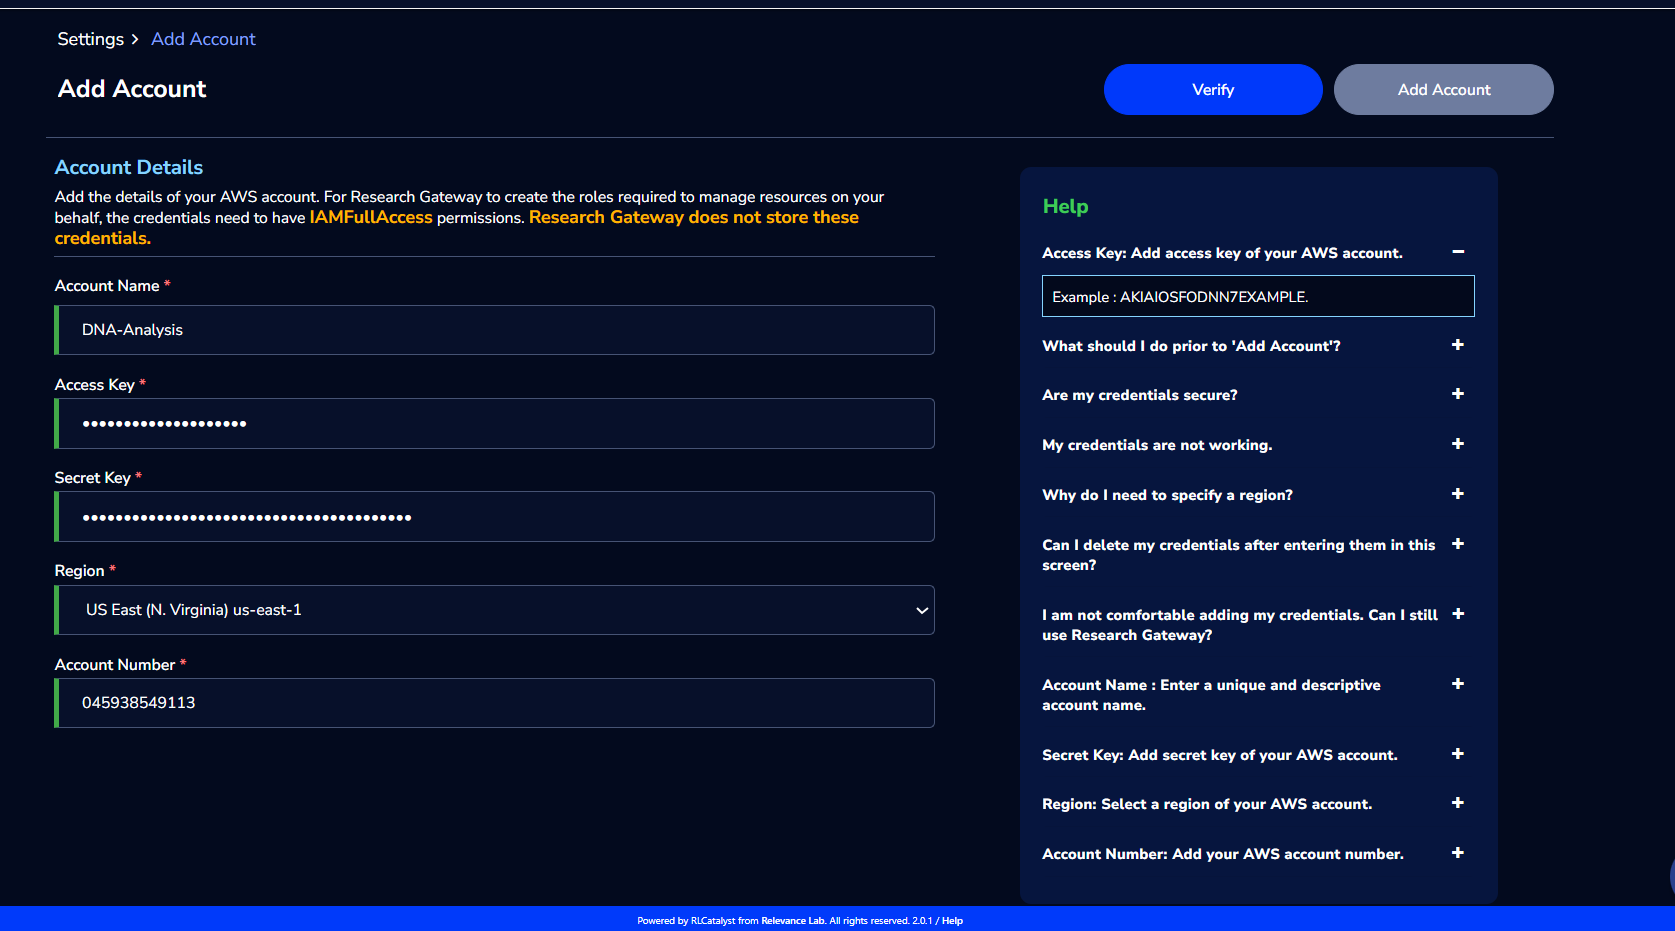 Settings > Add Account
Add Account
Verify
Add Account
Account Details
Add the details of your AWS account. For Research Gateway to create the roles required to manage resources on your
behalf, the credentials need to have IAMFullAccess permissions. Research Gateway does not store these
credentials.
Account Name *
DNA-Analysis
Access Key *
••••••••••••••••••••
Secret Key *
••••••••••••••••••••••••••••••••••••••••
Region *
US East (N. Virginia) us-east-1
Account Number *
045938549113
Help
Access Key: Add access key of your AWS account. −
Example : AKIAIOSFODNN7EXAMPLE.
What should I do prior to 'Add Account'? +
Are my credentials secure? +
My credentials are not working. +
Why do I need to specify a region? +
Can I delete my credentials after entering them in this +
screen?
I am not comfortable adding my credentials. Can I still +
use Research Gateway?
Account Name : Enter a unique and descriptive +
account name.
Secret Key: Add secret key of your AWS account. +
Region: Select a region of your AWS account. +
Account Number: Add your AWS account number. +
Powered by RLCatalyst from Relevance Lab. All rights reserved. 2.0.1 / Help